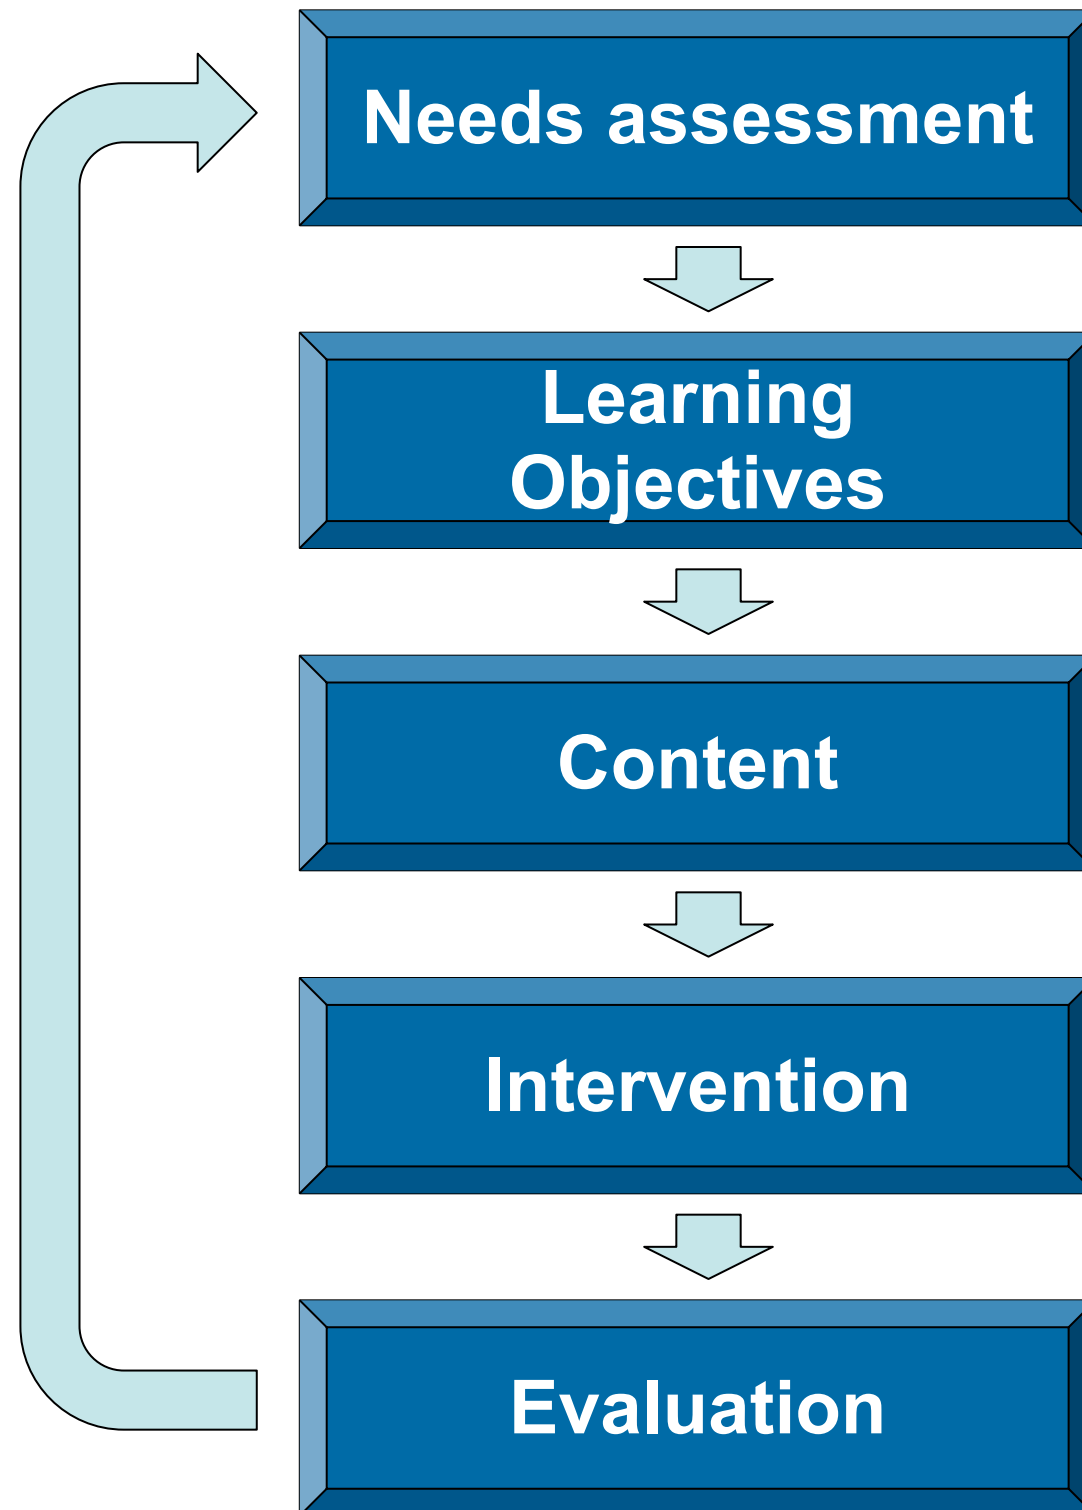 Needs assessment
Learning
Objectives
Content
Intervention
Evaluation